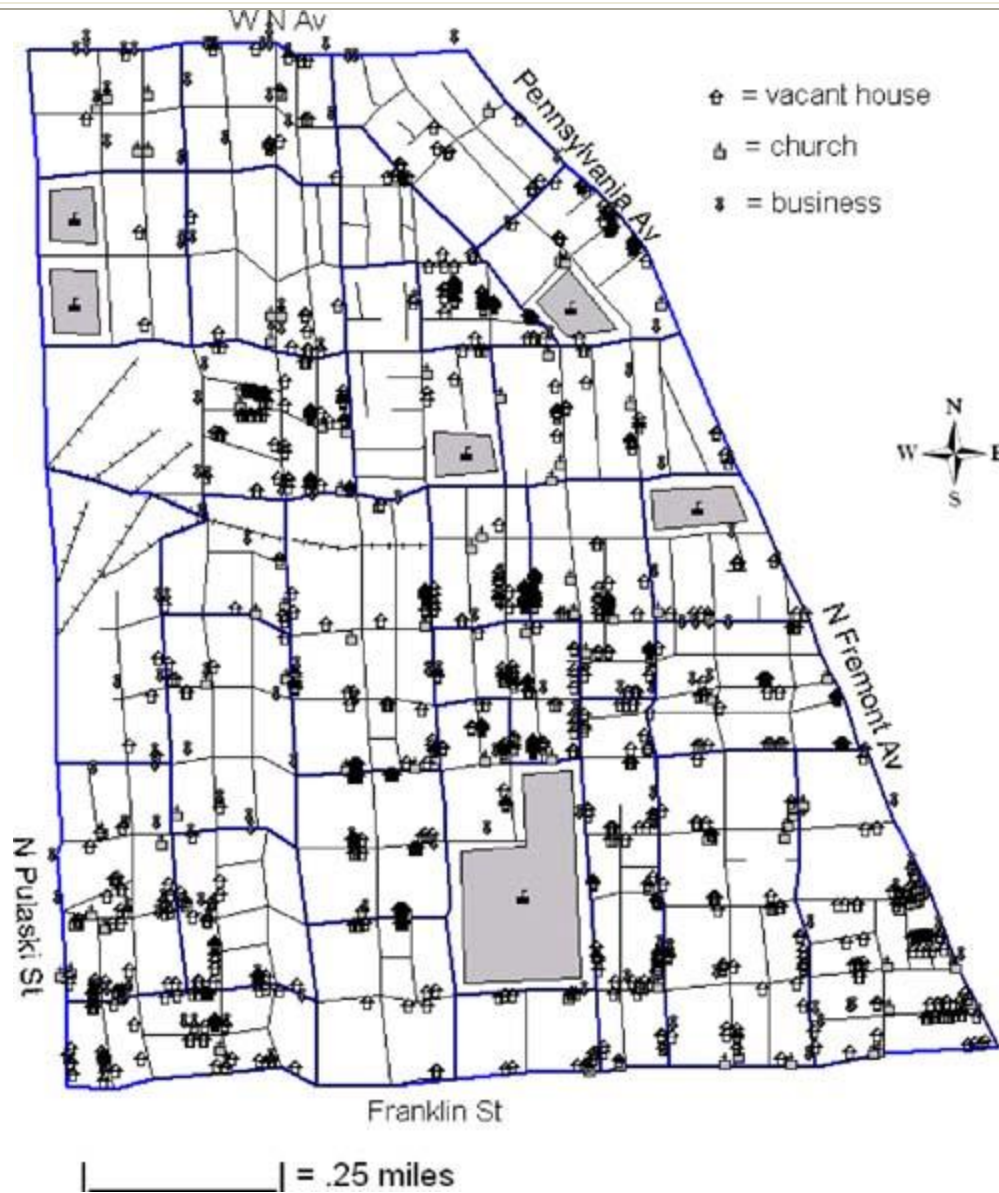 W N Av
Pennsylvania Av
= vacant house
= church
= business
N
W E
S
N Fremont Av
N Pulaski St
Franklin St
= .25 miles